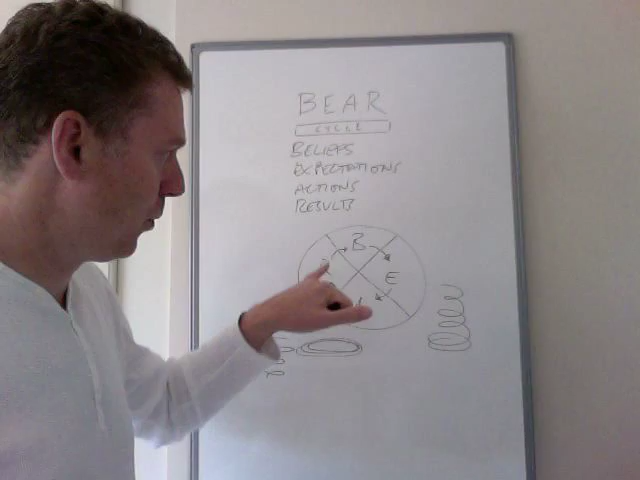 BEAR
CYCLE
BELIEFS
EXPECTATIONS
ACTIONS
RESULTS
B
E